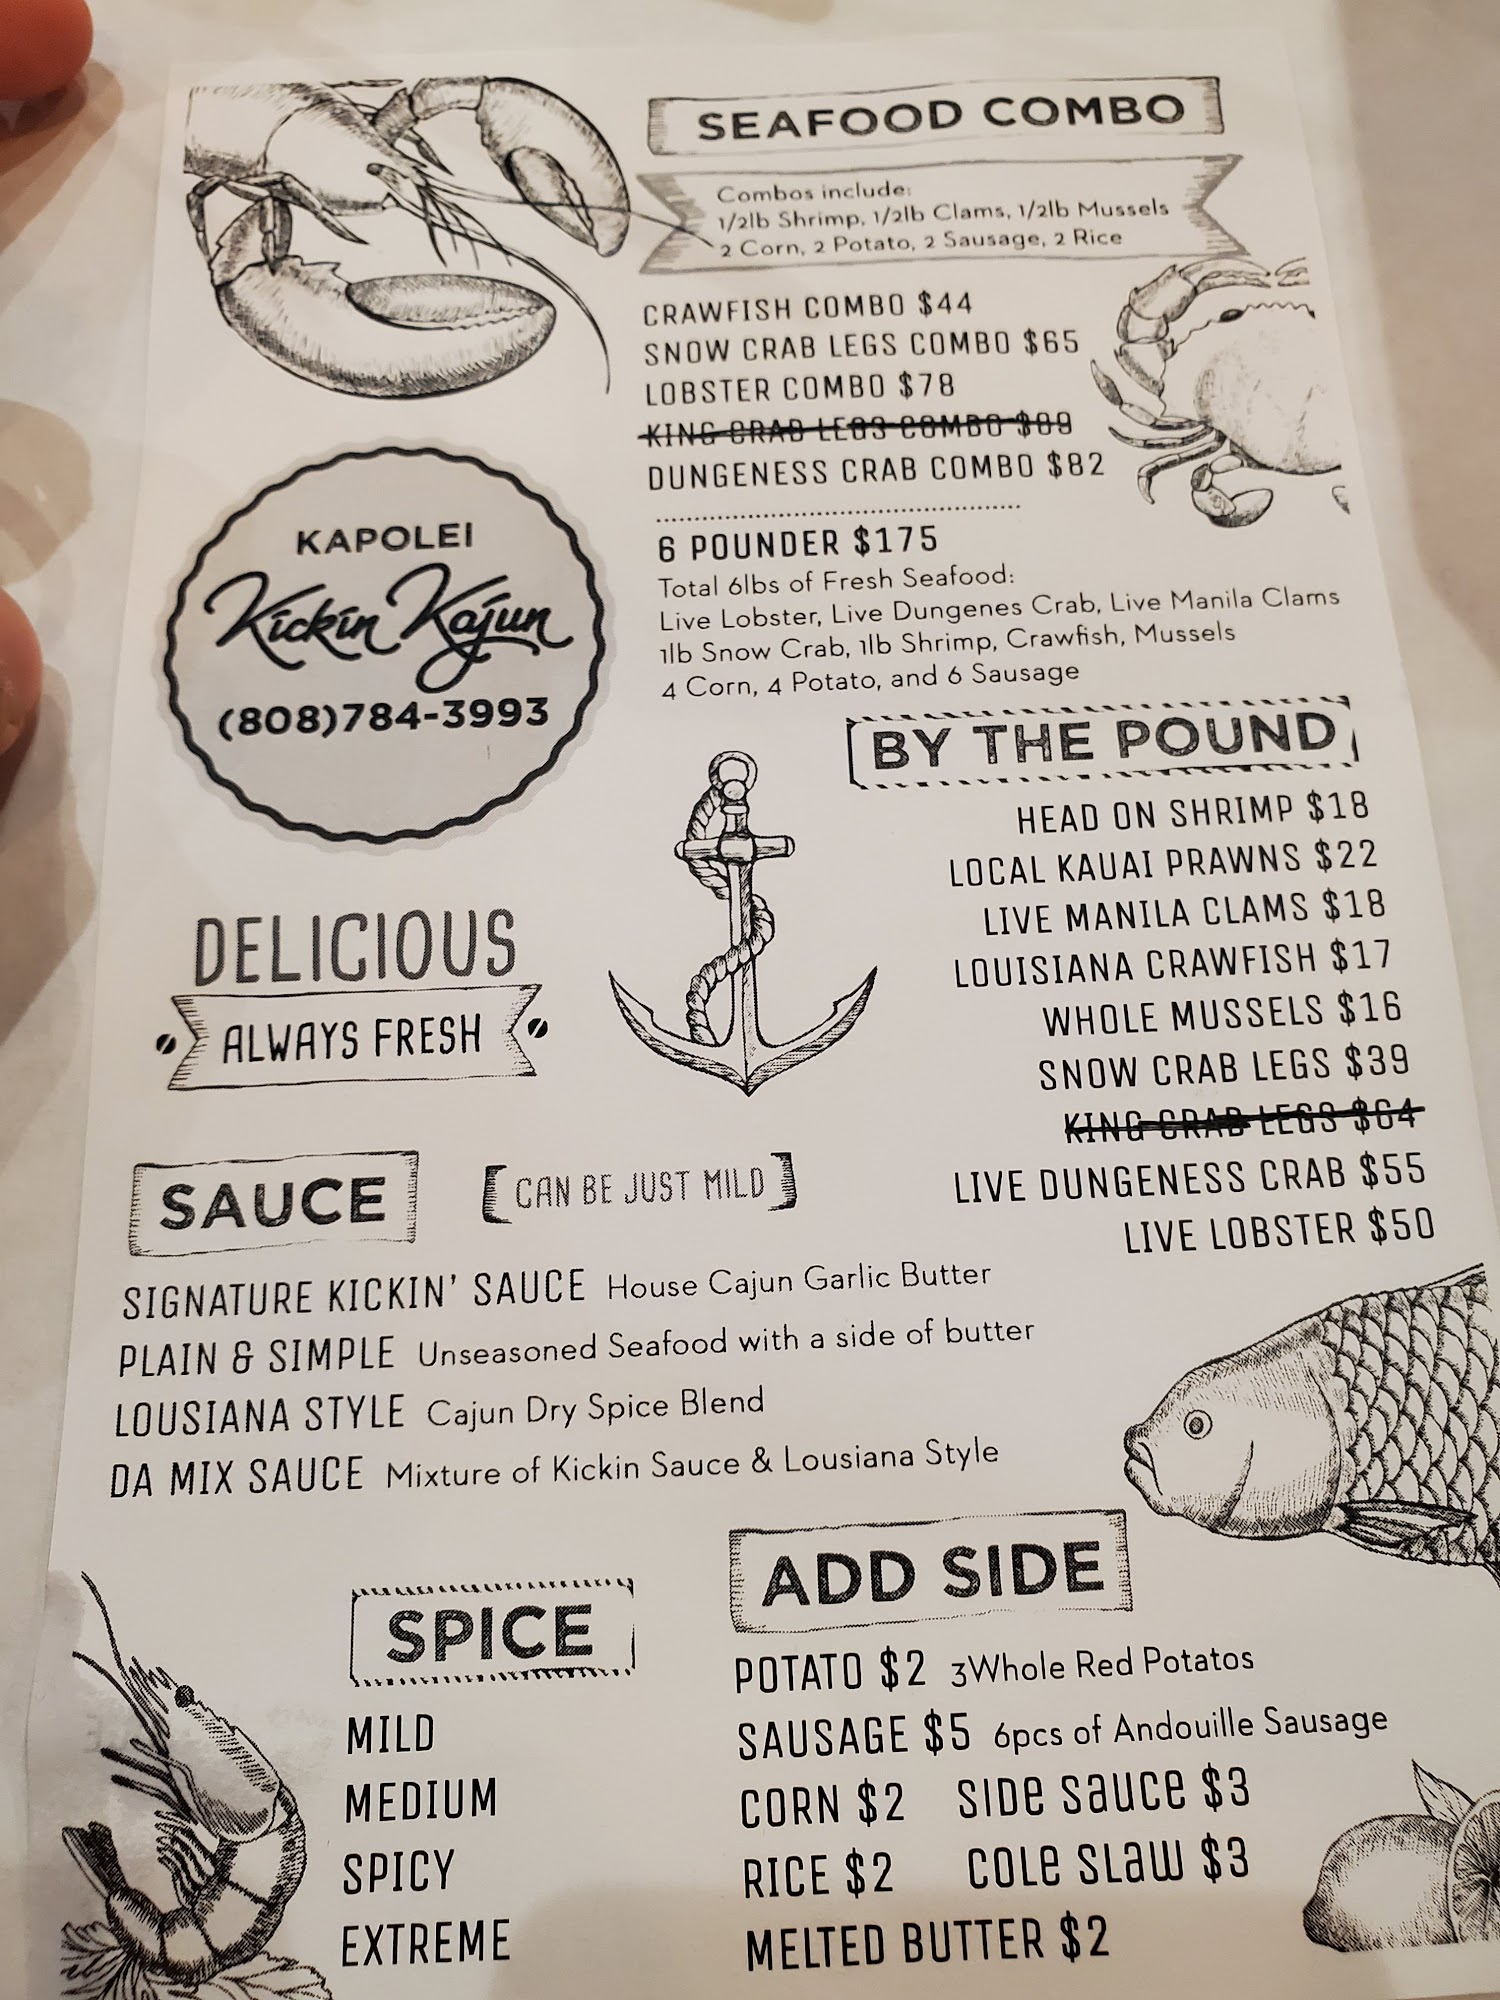 SEAFOOD COMBO
Combos include:
1/2lb Shrimp, 1/2lb Clams, 1/2lb Mussels
2 Corn, 2 Potato, 2 Sausage, 2 Rice
CRAWFISH COMBO $44
SNOW CRAB LEGS COMBO $65
LOBSTER COMBO $78
KING CRAB LEGS COMBO $89
DUNGENESS CRAB COMBO $82
6 POUNDER $175
Total 6lbs of Fresh Seafood:
Live Lobster, Live Dungenes Crab, Live Manila Clams
1lb Snow Crab, 1lb Shrimp, Crawfish, Mussels
4 Corn, 4 Potato, and 6 Sausage
KAPOLEI
Kickin Kajun
(808)784-3993
BY THE POUND
HEAD ON SHRIMP $18
LOCAL KAUAI PRAWNS $22
LIVE MANILA CLAMS $18
LOUISIANA CRAWFISH $17
WHOLE MUSSELS $16
SNOW CRAB LEGS $39
KING CRAB LEGS $64
LIVE DUNGENESS CRAB $55
LIVE LOBSTER $50
DELICIOUS
ALWAYS FRESH
SAUCE [CAN BE JUST MILD]
SIGNATURE KICKIN' SAUCE House Cajun Garlic Butter
PLAIN & SIMPLE Unseasoned Seafood with a side of butter
LOUSIANA STYLE Cajun Dry Spice Blend
DA MIX SAUCE Mixture of Kickin Sauce & Lousiana Style
SPICE
MILD
MEDIUM
SPICY
EXTREME
ADD SIDE
POTATO $2 3Whole Red Potatos
SAUSAGE $5 6pcs of Andouille Sausage
CORN $2 SIDE SAUCE $3
RICE $2 COLE SLAW $3
MELTED BUTTER $2